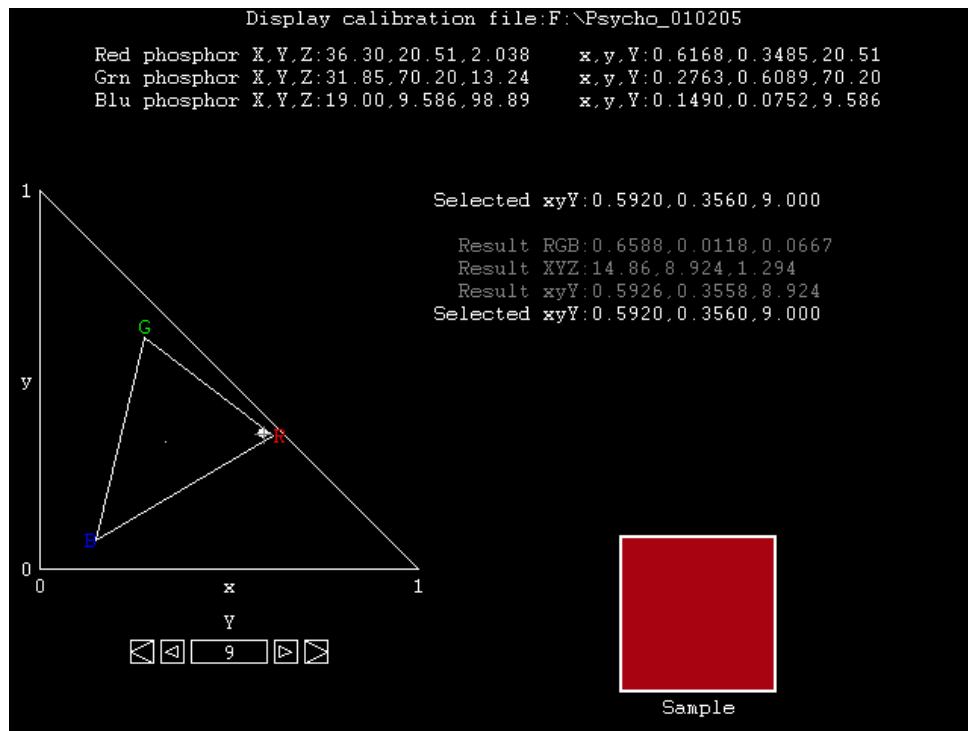 Display calibration file:F:\Psycho_010205
Red phosphor X,Y,Z:36.30,20.51,2.038 x,y,Y:0.6168,0.3485,20.51
Grn phosphor X,Y,Z:31.85,70.20,13.24 x,y,Y:0.2763,0.6089,70.20
Blu phosphor X,Y,Z:19.00,9.586,98.89 x,y,Y:0.1490,0.0752,9.586
1
Selected xyY:0.5920,0.3560,9.000
Result RGB:0.6588,0.0118,0.0667
Result XYZ:14.86,8.924,1.294
Result xyY:0.5926,0.3558,8.924
Selected xyY:0.5920,0.3560,9.000
G
y
R
B
0
0 x 1
Y
9
Sample